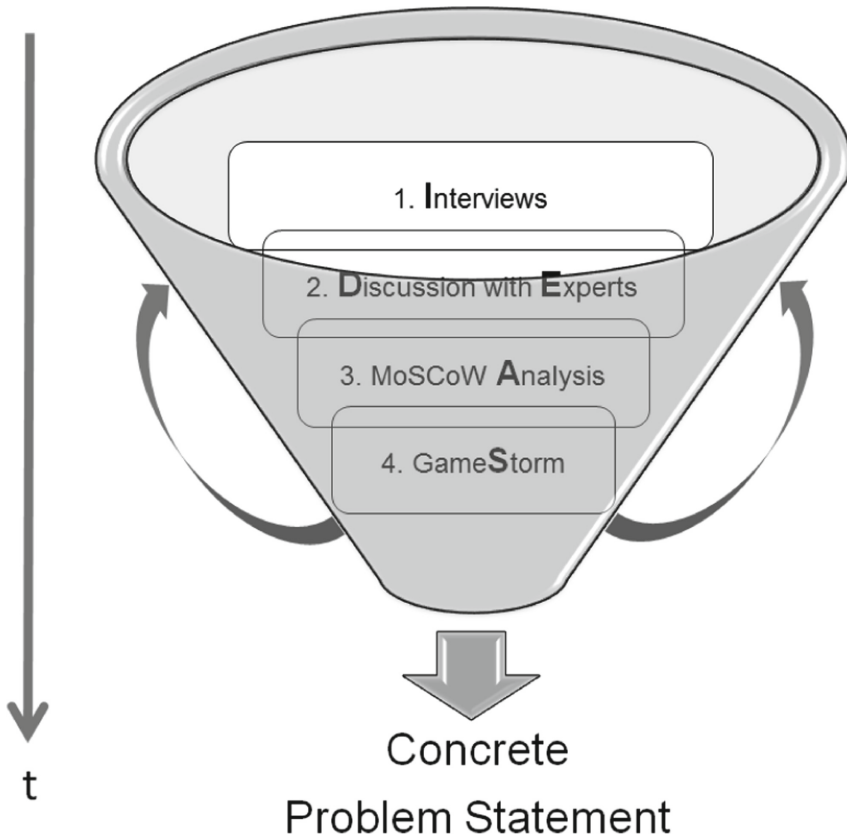 1. Interviews
2. Discussion with Experts
3. MoSCoW Analysis
4. GameStorm
t
Concrete
Problem Statement